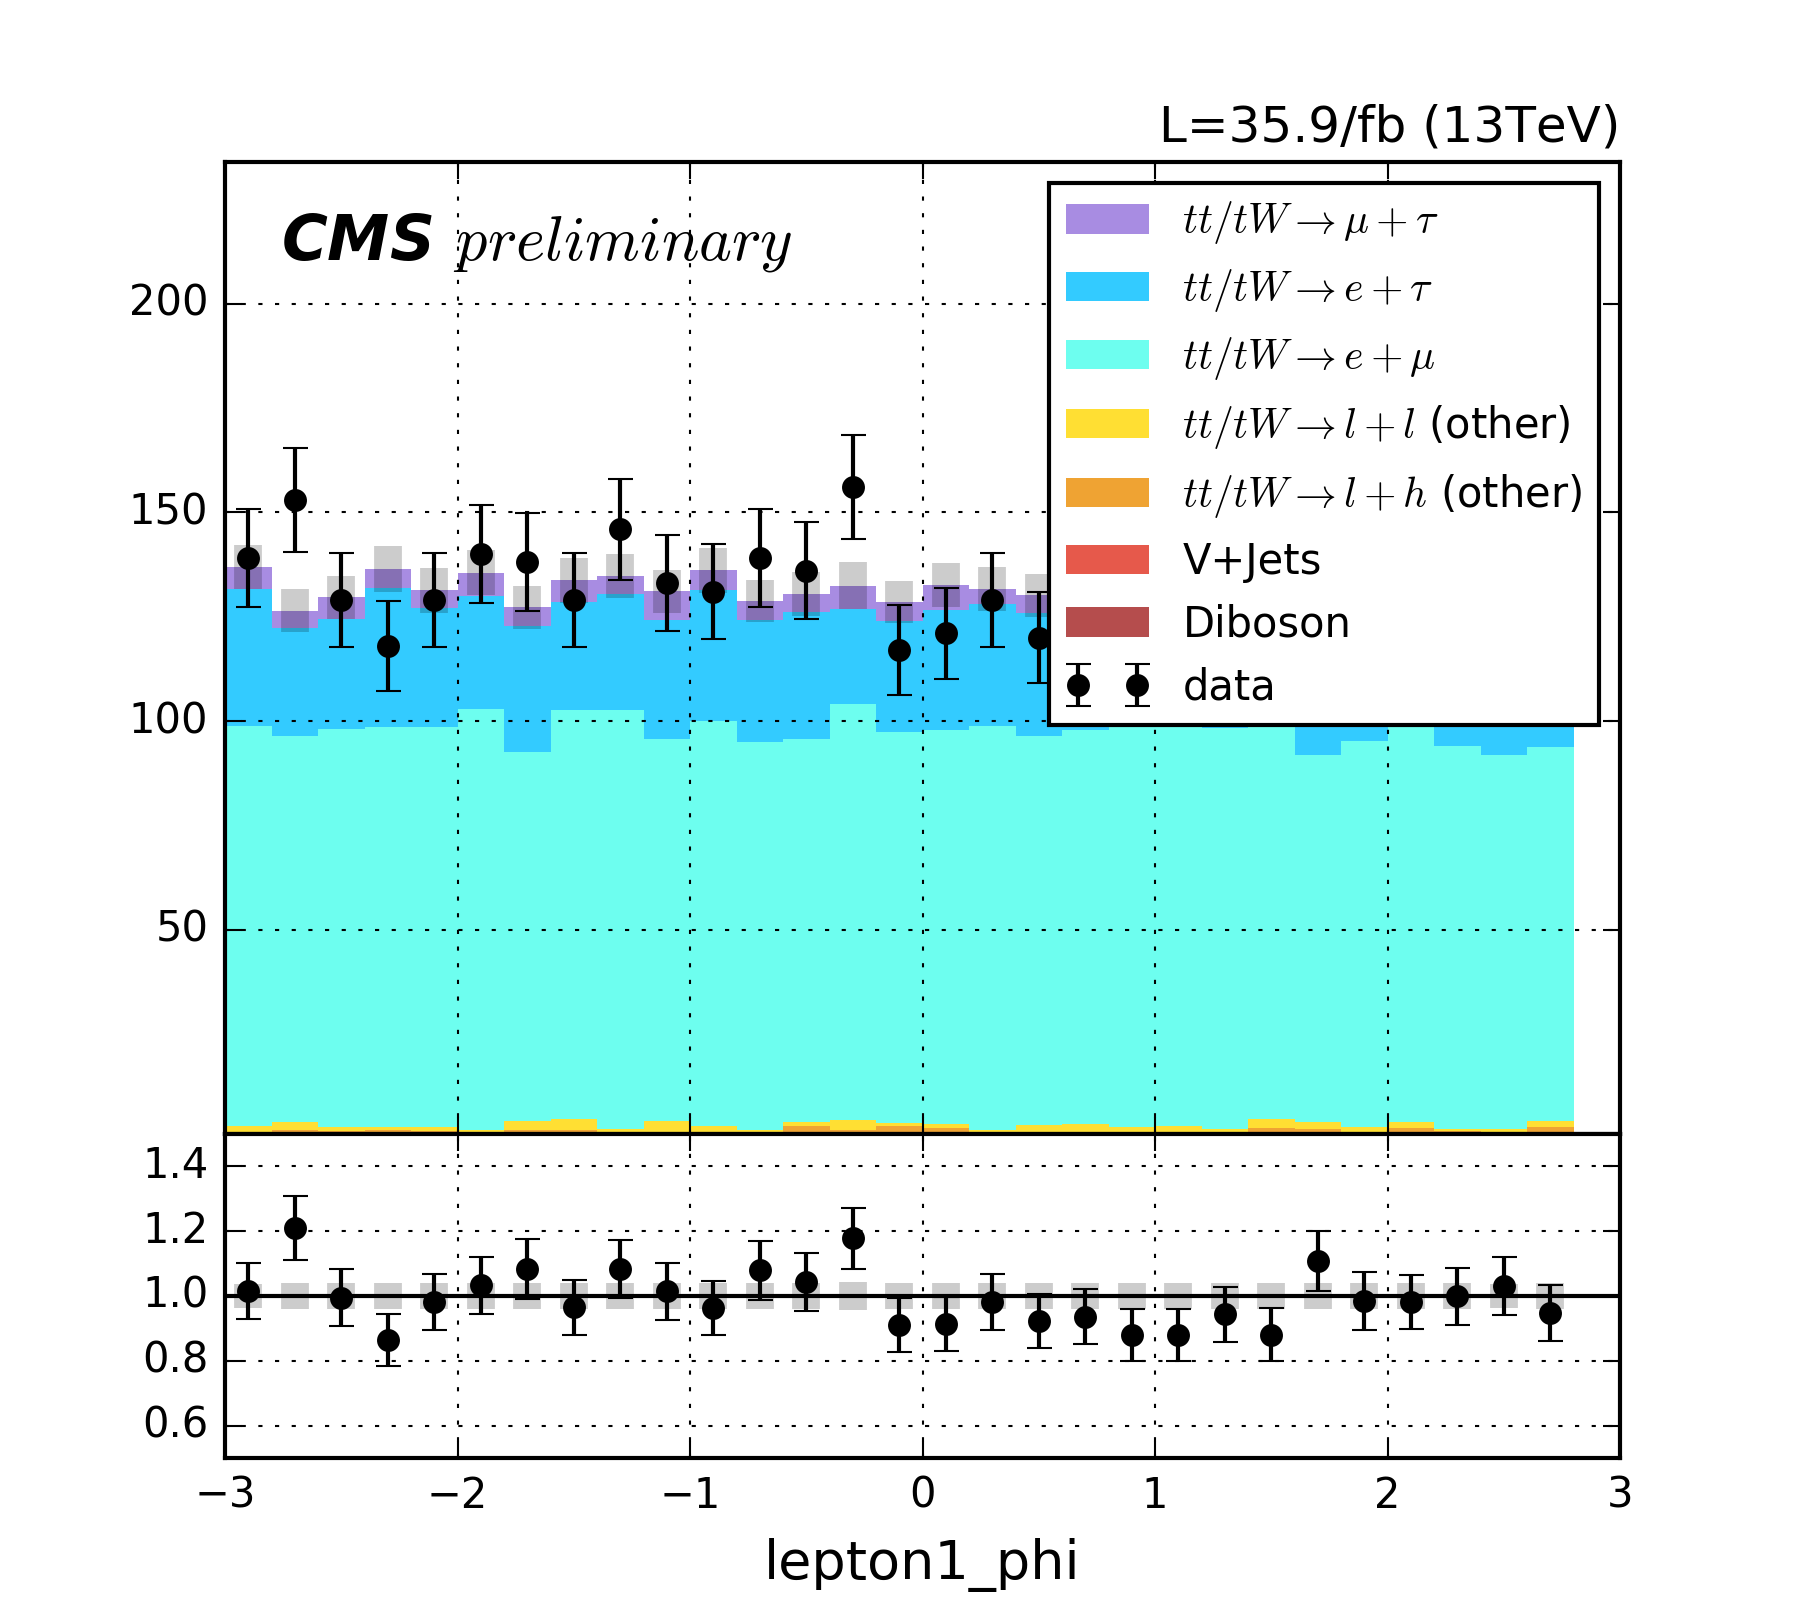 L=35.9/fb (13TeV)
CMS preliminary
tt/tW → μ + τ
tt/tW → e + τ
tt/tW → e + μ
tt/tW → l + l (other)
tt/tW → l + h (other)
V+Jets
Diboson
data
200
150
100
50
1.4
1.2
1.0
0.8
0.6
−3 −2 −1 0 1 2 3
lepton1_phi